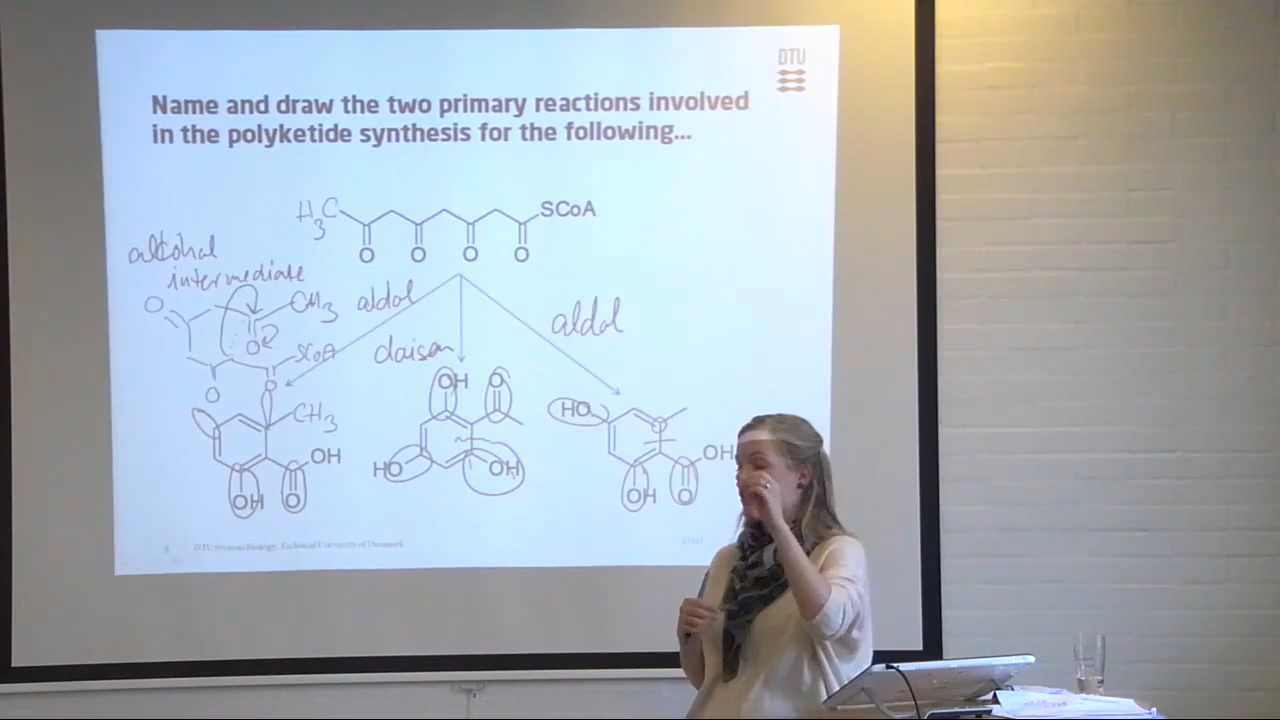 DTU
Name and draw the two primary reactions involved
in the polyketide synthesis for the following...
H3C
SCoA
O O O O
alkohol
intermediate
O
CH3
aldol
aldol
O
SCoA
claisen
O
O
OH
O
HO
CH3
OH
OH
O
HO
OH
OH
OH
O
5 DTU Systems Biology, Technical University of Denmark